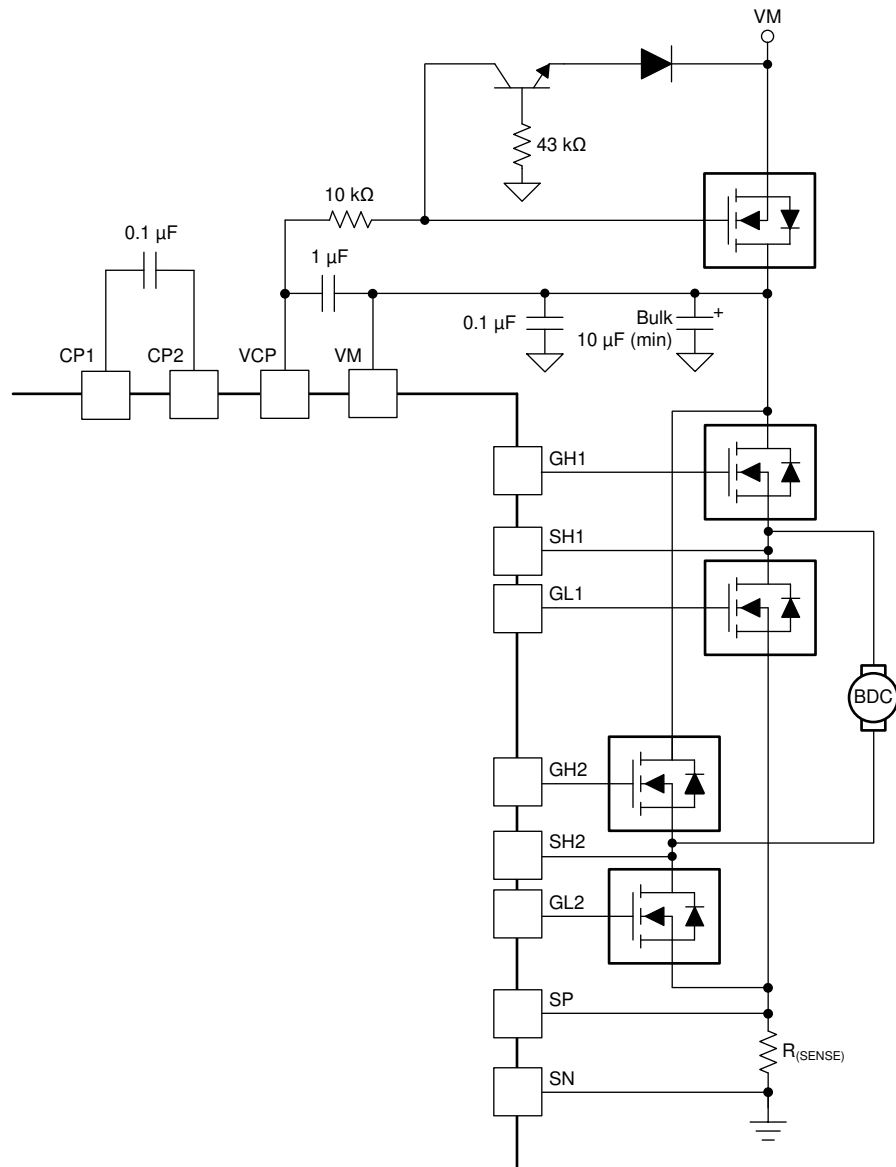 VM
43 kΩ
10 kΩ
0.1 µF
1 µF
0.1 µF
Bulk
10 µF (min)
+
CP1
CP2
VCP
VM
GH1
SH1
GL1
BDC
GH2
SH2
GL2
SP
R(SENSE)
SN